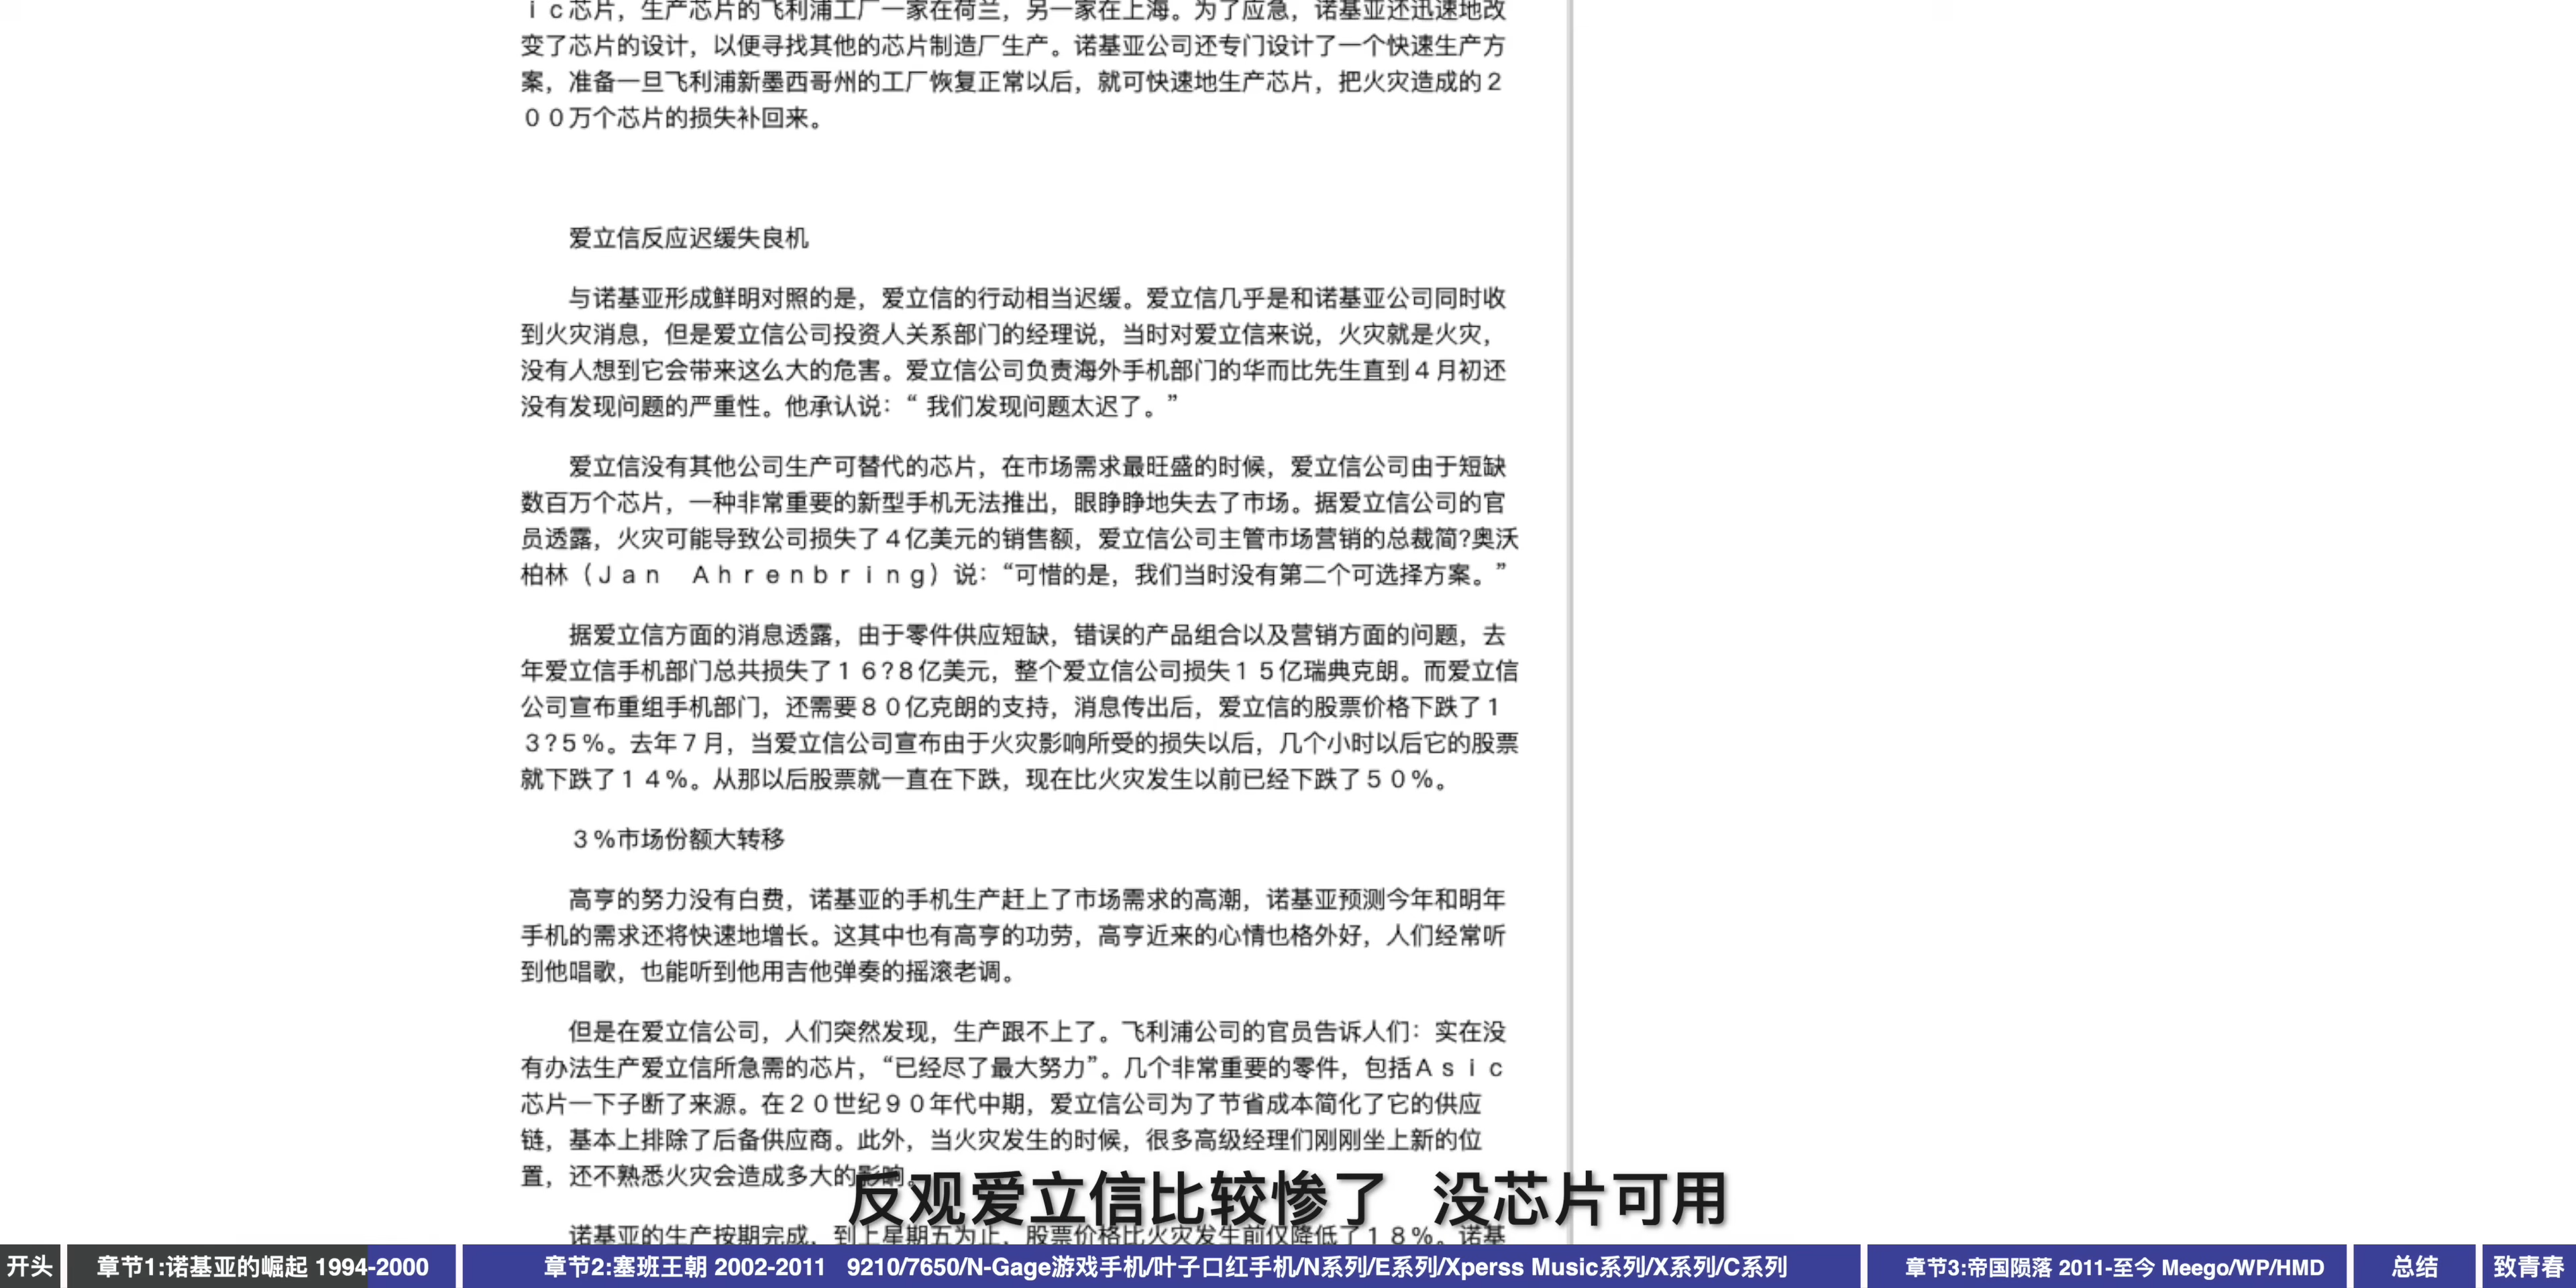 ｉｃ芯片，生产芯片的飞利浦工厂一家在荷兰，另一家在上海。为了应急，诺基亚还迅速地改
变了芯片的设计，以便寻找其他的芯片制造厂生产。诺基亚公司还专门设计了一个快速生产方
案，准备一旦飞利浦新墨西哥州的工厂恢复正常以后，就可快速地生产芯片，把火灾造成的２
００万个芯片的损失补回来。
爱立信反应迟缓失良机
与诺基亚形成鲜明对照的是，爱立信的行动相当迟缓。爱立信几乎是和诺基亚公司同时收
到火灾消息，但是爱立信公司投资人关系部门的经理说，当时对爱立信来说，火灾就是火灾，
没有人想到它会带来这么大的危害。爱立信公司负责海外手机部门的华而比先生直到４月初还
没有发现问题的严重性。他承认说：“ 我们发现问题太迟了。”
爱立信没有其他公司生产可替代的芯片，在市场需求最旺盛的时候，爱立信公司由于短缺
数百万个芯片，一种非常重要的新型手机无法推出，眼睁睁地失去了市场。据爱立信公司的官
员透露，火灾可能导致公司损失了４亿美元的销售额，爱立信公司主管市场营销的总裁简?奥沃
柏林（Ｊａｎ　Ａｈｒｅｎｂｒｉｎｇ）说：“可惜的是，我们当时没有第二个可选择方案。”
据爱立信方面的消息透露，由于零件供应短缺，错误的产品组合以及营销方面的问题，去
年爱立信手机部门总共损失了１６?８亿美元，整个爱立信公司损失１５亿瑞典克朗。而爱立信
公司宣布重组手机部门，还需要８０亿克朗的支持，消息传出后，爱立信的股票价格下跌了１
３?５％。去年７月，当爱立信公司宣布由于火灾影响所受的损失以后，几个小时以后它的股票
就下跌了１４％。从那以后股票就一直在下跌，现在比火灾发生以前已经下跌了５０％。
３％市场份额大转移
高亨的努力没有白费，诺基亚的手机生产赶上了市场需求的高潮，诺基亚预测今年和明年
手机的需求还将快速地增长。这其中也有高亨的功劳，高亨近来的心情也格外好，人们经常听
到他唱歌，也能听到他用吉他弹奏的摇滚老调。
但是在爱立信公司，人们突然发现，生产跟不上了。飞利浦公司的官员告诉人们：实在没
有办法生产爱立信所急需的芯片，“已经尽了最大努力”。几个非常重要的零件，包括Ａｓｉｃ
芯片一下子断了来源。在２０世纪９０年代中期，爱立信公司为了节省成本简化了它的供应
链，基本上排除了后备供应商。此外，当火灾发生的时候，很多高级经理们刚刚坐上新的位
置，还不熟悉火灾会造成多大的影响。
反观爱立信比较惨了 没芯片可用
诺基亚的生产按期完成，到上星期五为止，股票价格比火灾发生前仅降低了１８％。诺基
开头 章节1:诺基亚的崛起 1994-2000 章节2:塞班王朝 2002-2011 9210/7650/N-Gage游戏手机/叶子口红手机/N系列/E系列/Xperss Music系列/X系列/C系列 章节3:帝国陨落 2011-至今 Meego/WP/HMD 总结 致青春